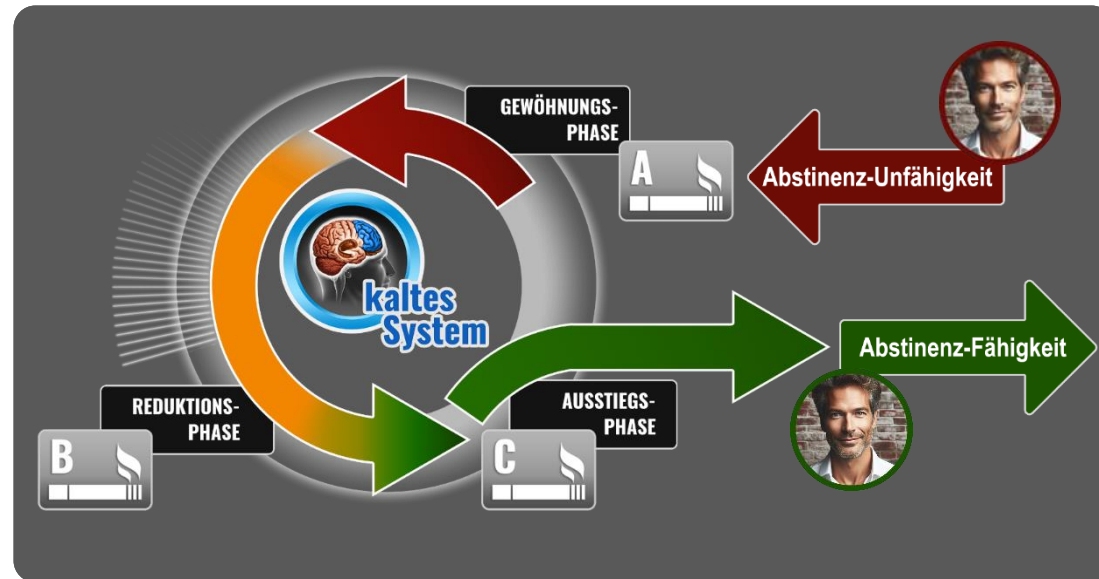 GEWÖHNUNGS-
PHASE
A
Abstinenz-Unfähigkeit
kaltes
System
Abstinenz-Fähigkeit
REDUKTIONS-
PHASE
B
AUSSTIEGS-
PHASE
C